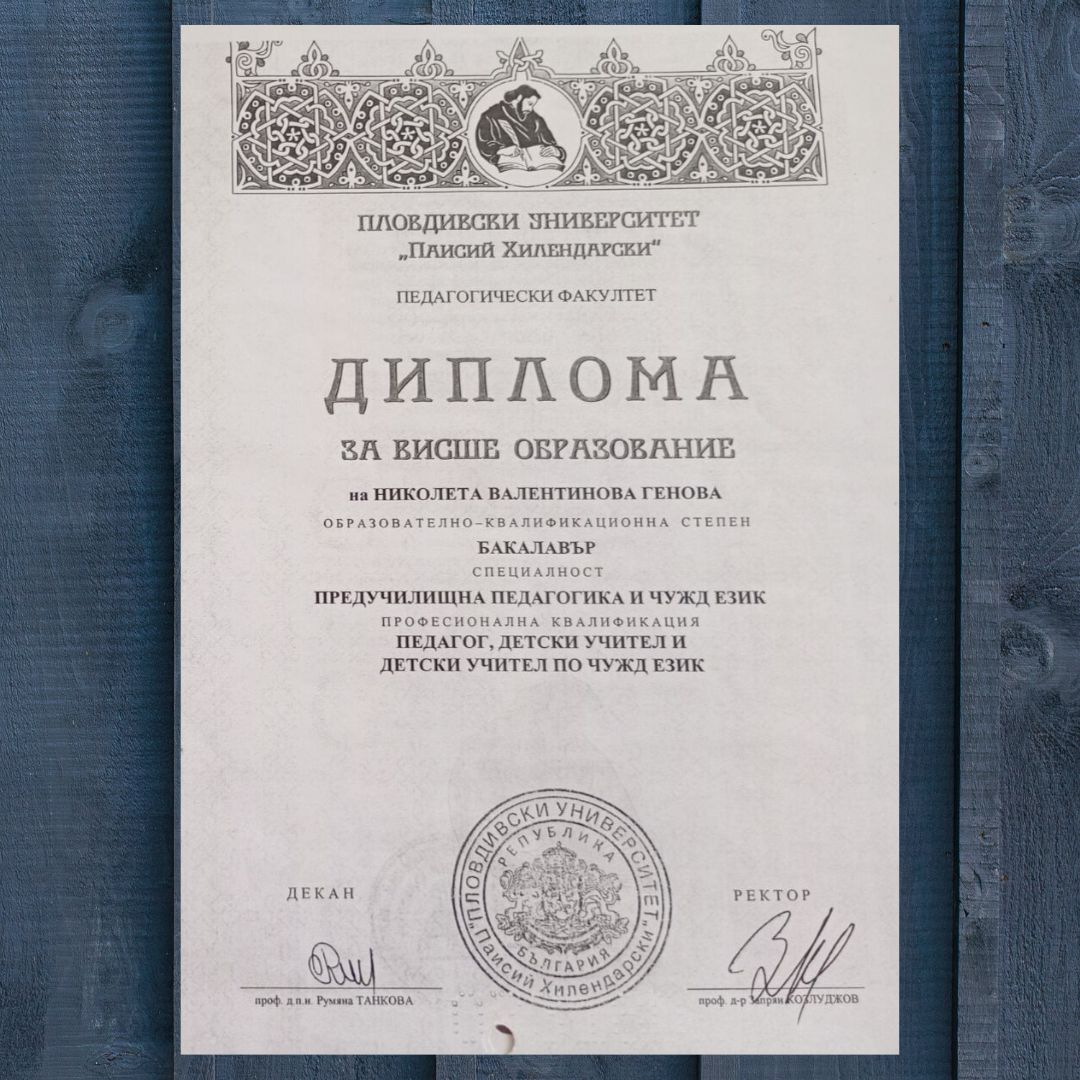 ПЛОВДИВСКИ УНИВЕРСИТЕТ
„ПАИСИЙ ХИЛЕНДАРСКИ“
ПЕДАГОГИЧЕСКИ ФАКУЛТЕТ
ДИПЛОМА
ЗА ВИСШЕ ОБРАЗОВАНИЕ
на НИКОЛЕТА ВАЛЕНТИНОВА ГЕНОВА
ОБРАЗОВАТЕЛНО–КВАЛИФИКАЦИОННА СТЕПЕН
БАКАЛАВЪР
СПЕЦИАЛНОСТ
ПРЕДУЧИЛИЩНА ПЕДАГОГИКА И ЧУЖД ЕЗИК
ПРОФЕСИОНАЛНА КВАЛИФИКАЦИЯ
ПЕДАГОГ, ДЕТСКИ УЧИТЕЛ И
ДЕТСКИ УЧИТЕЛ ПО ЧУЖД ЕЗИК
"ПЛОВДИВСКИ УНИВЕРСИТЕТ"
Паисий Хилендарски"
РЕПУБЛИКА
БЪЛГАРИЯ
ДЕКАН
РЕКТОР
проф. д.п.н. Румяна ТАНКОВА
проф. д-р Запрян КОЗЛУДЖОВ